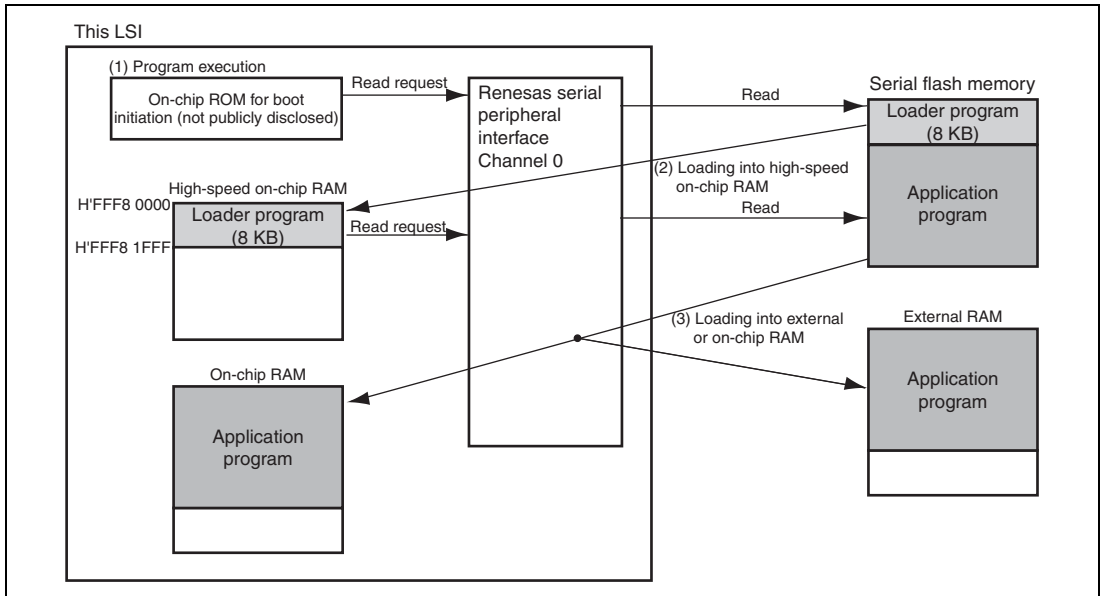 This LSI
(1) Program execution
On-chip ROM for boot
initiation (not publicly disclosed)
Read request
Renesas serial
peripheral
interface
Channel 0
Read
Serial flash memory
Loader program
(8 KB)
Application
program
(2) Loading into high-speed
on-chip RAM
Read
High-speed on-chip RAM
H'FFF8 0000
Loader program
(8 KB)
H'FFF8 1FFF
Read request
(3) Loading into external
or on-chip RAM
On-chip RAM
Application
program
External RAM
Application
program